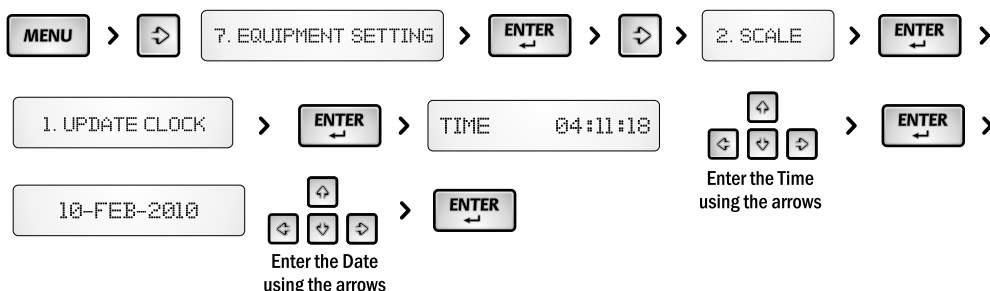 MENU > 7. EQUIPMENT SETTING > ENTER > > 2. SCALE > ENTER >
1. UPDATE CLOCK > ENTER > TIME 04:11:18 > ENTER >
Enter the Time
using the arrows
10-FEB-2010 > ENTER
Enter the Date
using the arrows